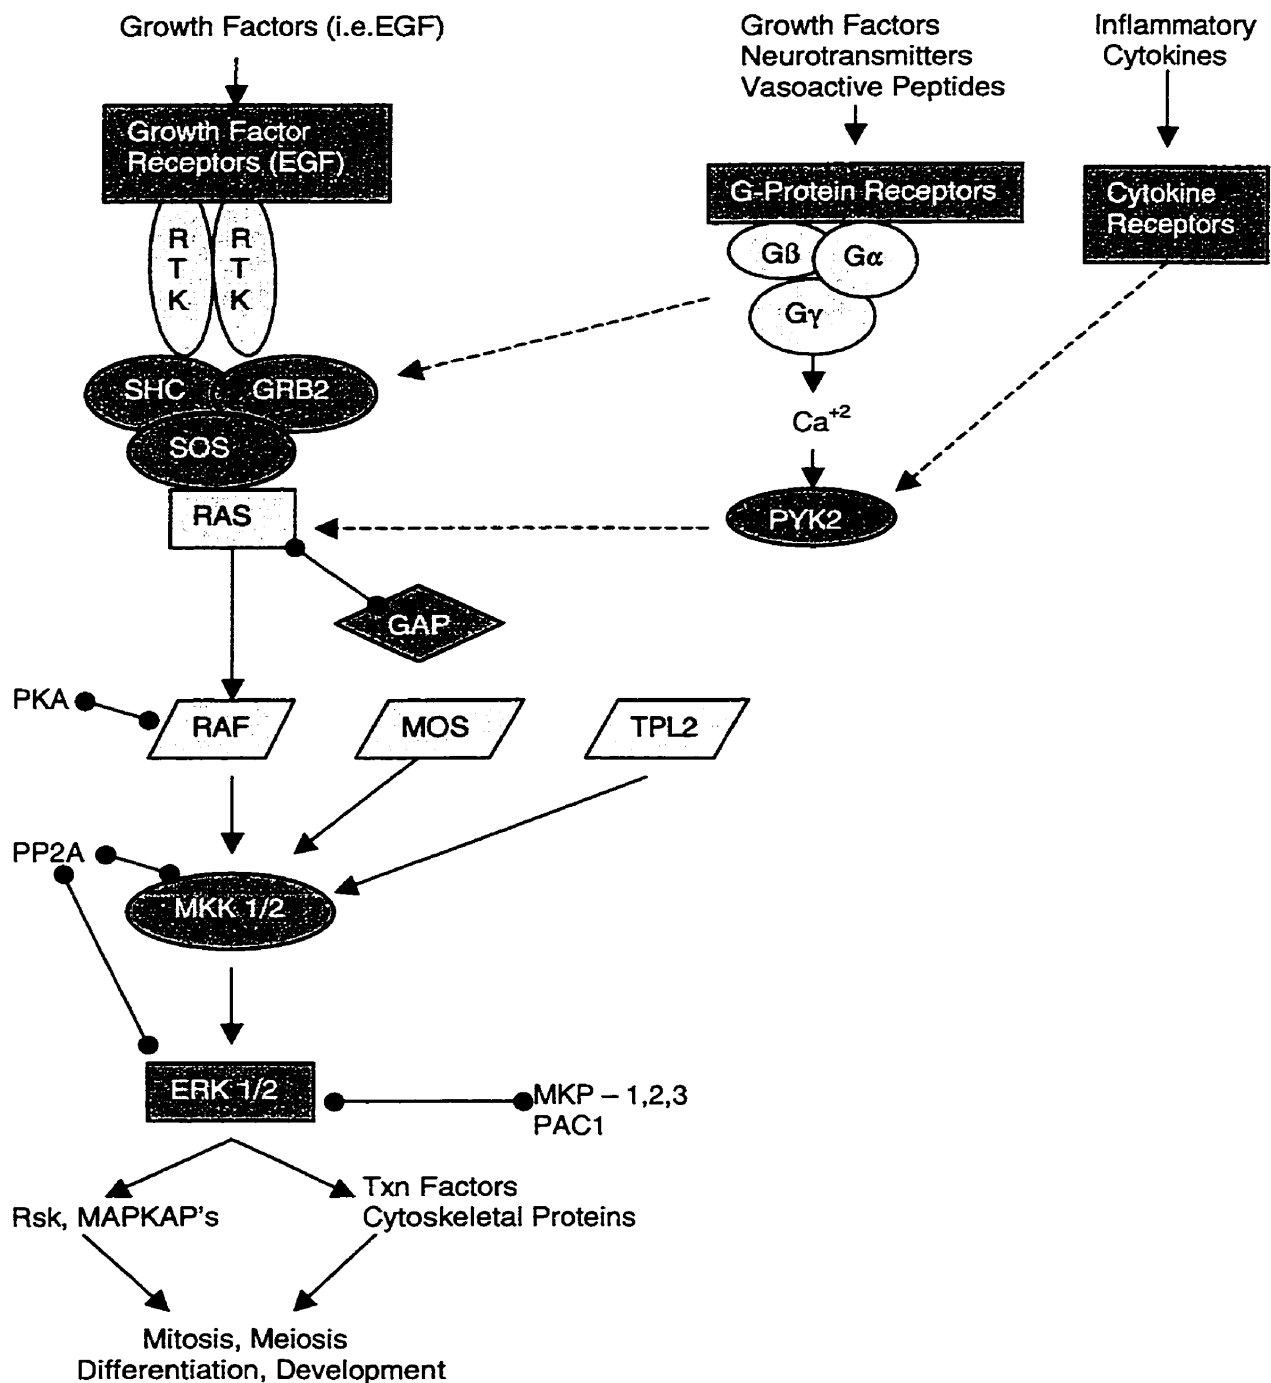 Growth Factors (i.e.EGF)
Growth Factors
Neurotransmitters
Vasoactive Peptides
Inflammatory
Cytokines
Growth Factor
Receptors (EGF)
G-Protein Receptors
Cytokine
Receptors
R
T
K
R
T
K
Gß
Gα
Gγ
SHC
GRB2
SOS
Ca+2
RAS
PYK2
GAP
PKA
RAF
MOS
TPL2
PP2A
MKK 1/2
ERK 1/2
MKP – 1,2,3
PAC1
Rsk, MAPKAP's
Txn Factors
Cytoskeletal Proteins
Mitosis, Meiosis
Differentiation, Development